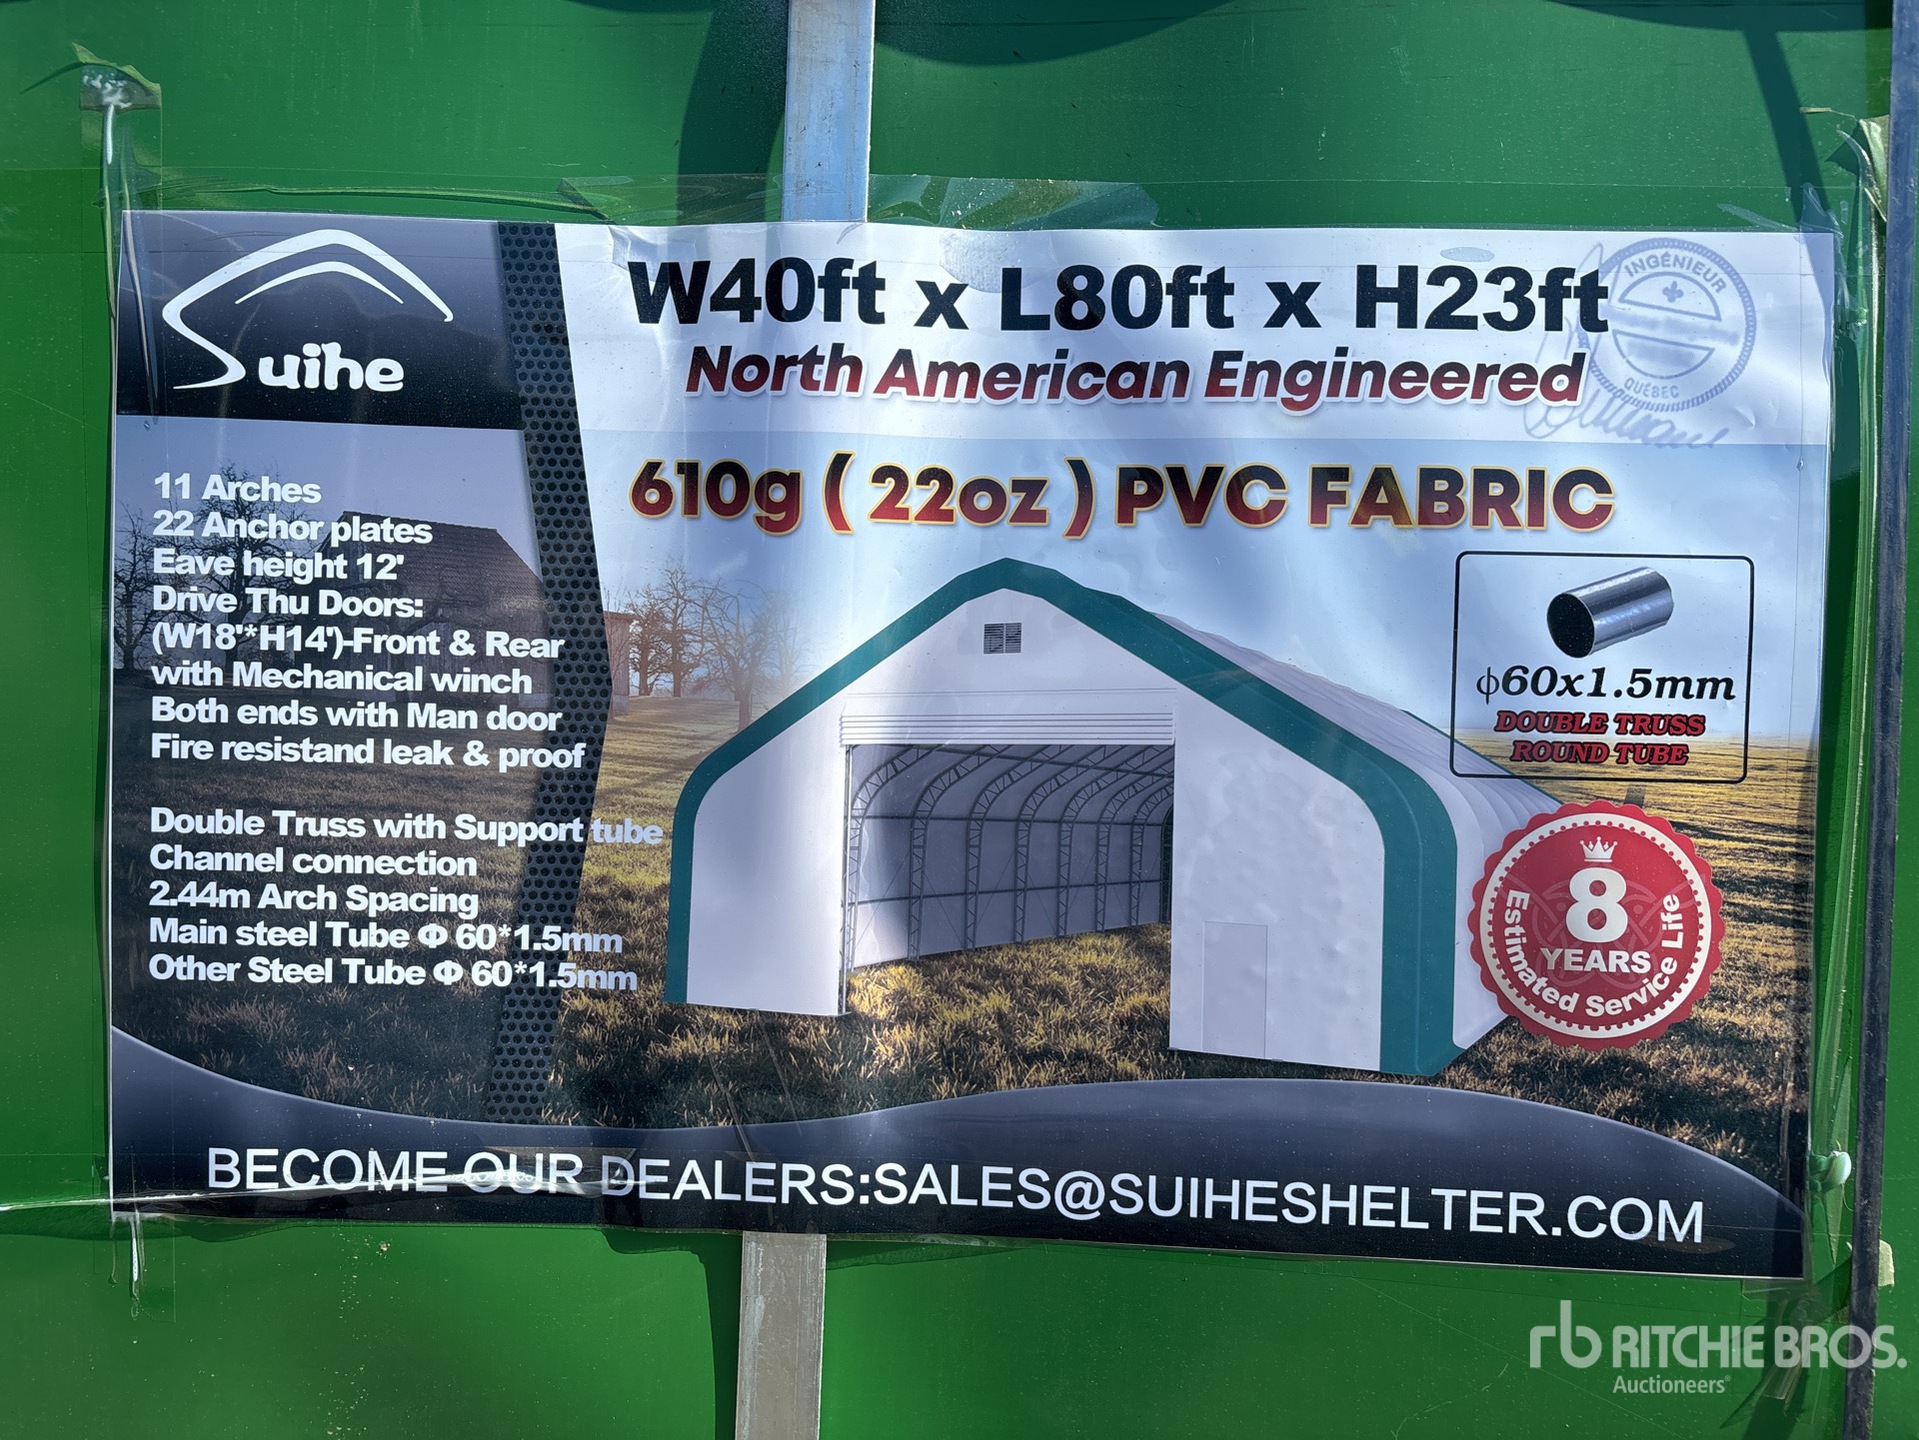 Suihe
W40ft x L80ft x H23ft
North American Engineered
INGÉNIEUR
QUÉBEC
610g ( 22oz ) PVC FABRIC
11 Arches
22 Anchor plates
Eave height 12'
Drive Thu Doors:
(W18'*H14')-Front & Rear
with Mechanical winch
Both ends with Man door
Fire resistand leak & proof
Double Truss with Support tube
Channel connection
2.44m Arch Spacing
Main steel Tube Φ 60*1.5mm
Other Steel Tube Φ 60*1.5mm
ϕ60x1.5mm
DOUBLE TRUSS
ROUND TUBE
8
YEARS
Estimated Service Life
BECOME OUR DEALERS:SALES@SUIHESHELTER.COM
rb RITCHIE BROS.
Auctioneers®